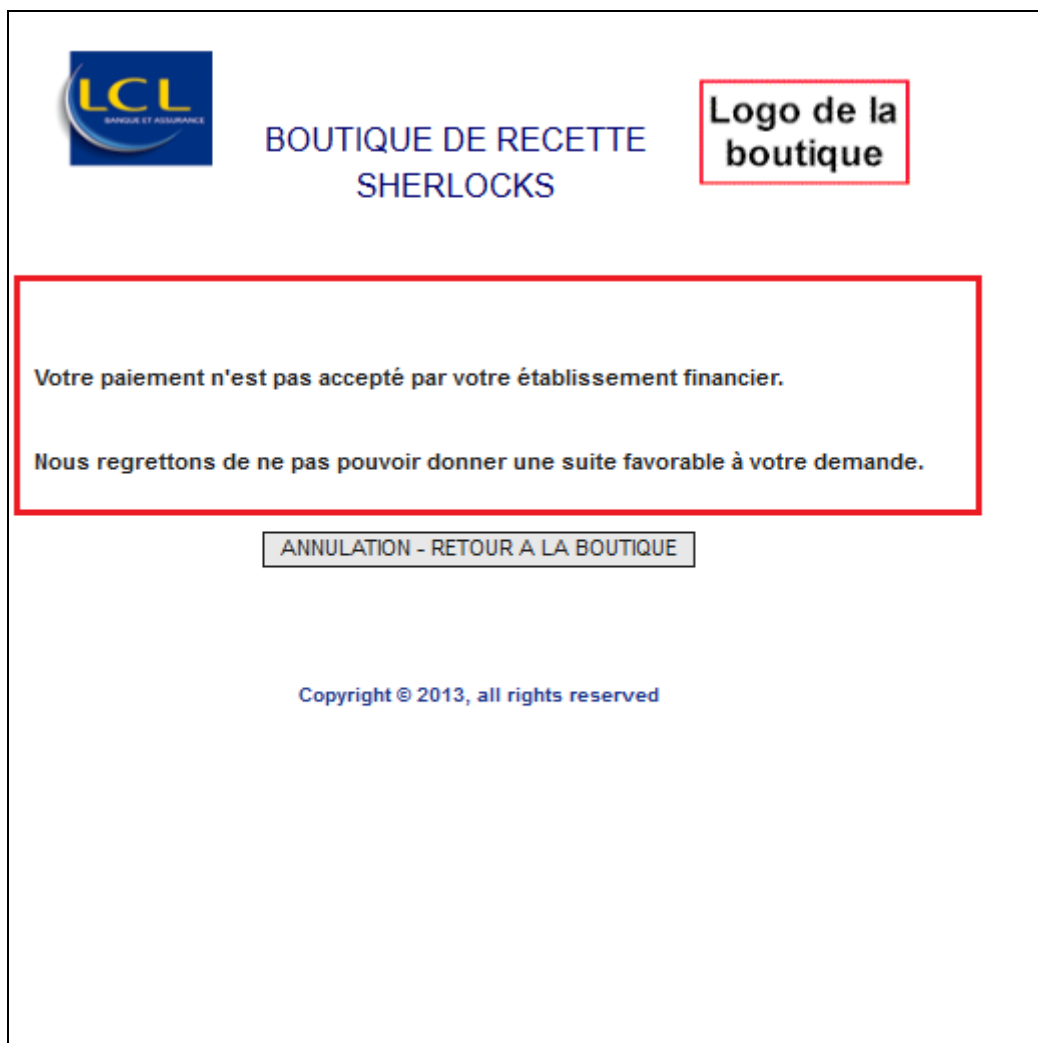 LCL
BANQUE ET ASSURANCE
BOUTIQUE DE RECETTE
SHERLOCKS
Logo de la
boutique
Votre paiement n'est pas accepté par votre établissement financier.
Nous regrettons de ne pas pouvoir donner une suite favorable à votre demande.
ANNULATION - RETOUR A LA BOUTIQUE
Copyright © 2013, all rights reserved